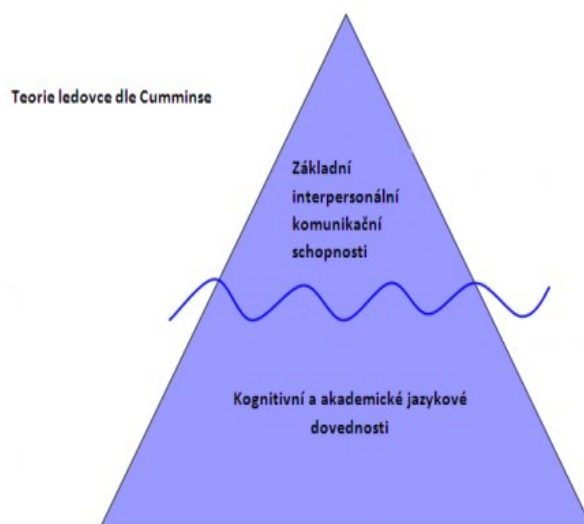 Teorie ledovce dle Cumminse
Základní
interpersonální
komunikační
schopnosti
Kognitivní a akademické jazykové
dovednosti